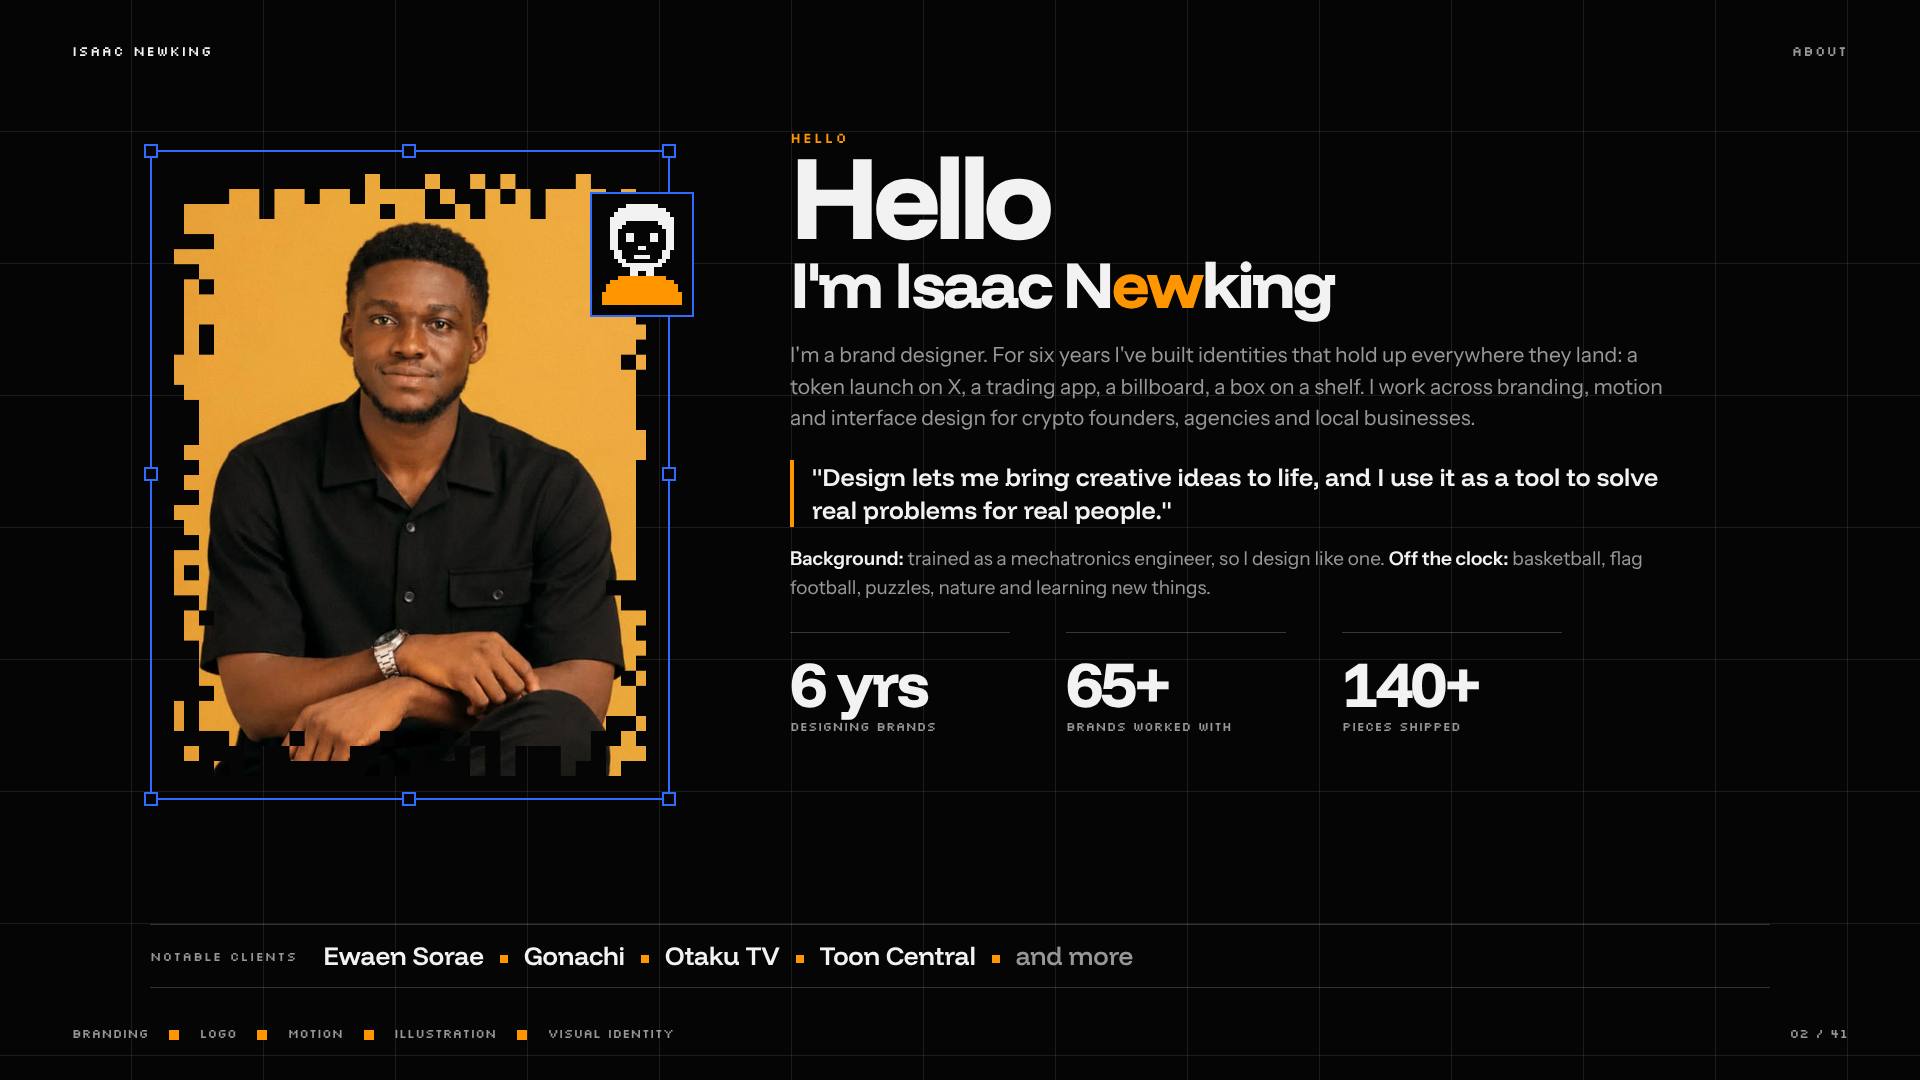 ISAAC NEWKING
ABOUT
HELLO
Hello
I'm Isaac Newking
I'm a brand designer. For six years I've built identities that hold up everywhere they land: a
token launch on X, a trading app, a billboard, a box on a shelf. I work across branding, motion
and interface design for crypto founders, agencies and local businesses.
"Design lets me bring creative ideas to life, and I use it as a tool to solve
real problems for real people."
Background: trained as a mechatronics engineer, so I design like one. Off the clock: basketball, flag
football, puzzles, nature and learning new things.
6 yrs
DESIGNING BRANDS
65+
BRANDS WORKED WITH
140+
PIECES SHIPPED
NOTABLE CLIENTS Ewaen Sorae Gonachi Otaku TV Toon Central and more
BRANDING LOGO MOTION ILLUSTRATION VISUAL IDENTITY
02 / 41